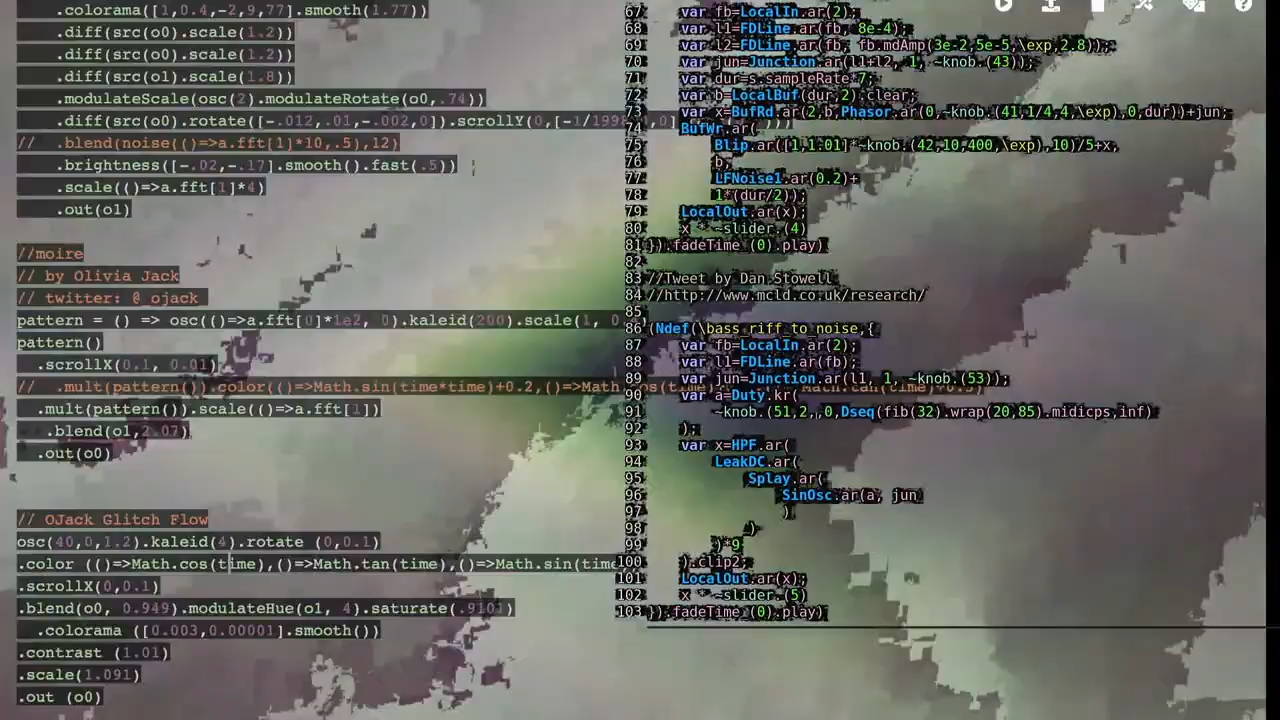 .colorama([1,0.4,-2,9,77].smooth(1.77))
.diff(src(o0).scale(1.2))
.diff(src(o0).scale(1.2))
.diff(src(o1).scale(1.8))
.modulateScale(osc(2).modulateRotate(o0,.74))
.diff(o0).rotate([-.012,.01,-.002,0]).scrollY(0,[-1/199
//  .blend(noise(()=>a.fft[1]*10,.5),12)
.brightness([-.02,-.17].smooth().fast(.5))
.scale(()=>a.fft[1]*4)
.out(o1)
//moire
// by Olivia Jack
// twitter: @_ojack_
pattern = () => osc(()=>a.fft[0]*1e2, 0).kaleid(200).scale(1, 0
pattern()
.scrollX(0.1, 0.01)
//  .mult(pattern()).color(()=>Math.sin(time*time)+0.2,()=>Math.cos(time)
.mult(pattern()).scale(()=>a.fft[1])
.blend(o1,2.07)
.out(o0)
// OJack Glitch Flow
osc(40,0,1.2).kaleid(4).rotate (0,0.1)
.color (()=>Math.cos(time),()=>Math.tan(time),()=>Math.sin(time
.scrollX(0,0.1)
.blend(o0, 0.949).modulateHue(o1, 4).saturate(.910)
.colorama ([0.003,0.00001].smooth())
.contrast (1.01)
.scale(1.091)
.out (o0)
67 var fb=LocalIn.ar(2);
68 var l1=FDLine.ar(fb, 8e-4);
69 var l2=FDLine.ar(fb, fb.mdAmp(3e-2,5e-5,\exp,2.8));
70 var jun=Junction.ar(l1+l2, 1, ~knob.(43));
71 var dur=s.sampleRate*7;
72 var b=LocalBuf(dur,2).clear;
73 var x=BufRd.ar(2,b,Phasor.ar(0,~knob.(41,1/4,4,\exp),0,dur))+jun;
74 BufWr.ar(
75 Blip.ar([1,1.01]*~knob.(42,10,400,\exp),10)/5+x,
76 b,
77 LFNoise1.ar(0.2)+
78 1*(dur/2));
79 LocalOut.ar(x);
80 x * ~slider.(4)
81 }).fadeTime_(0).play)
82
83 //Tweet by Dan.Stowell
84 //http://www.mcld.co.uk/research/
85
86 (Ndef(\bass_riff_to_noise,{
87 var fb=LocalIn.ar(2);
88 var l1=FDLine.ar(fb);
89 var jun=Junction.ar(l1, 1, ~knob.(53));
90 var a=Duty.kr(
91 ~knob.(51,2,,0,Dseq(fib(32).wrap(20,85).midicps,inf)
92 );
93 var x=HPF.ar(
94 LeakDC.ar(
95 Splay.ar(
96 SinOsc.ar(a, jun
97 )
98 )
99 )*9
100 ).clip2;
101 LocalOut.ar(x);
102 x * ~slider.(5)
103 }).fadeTime_(0).play)